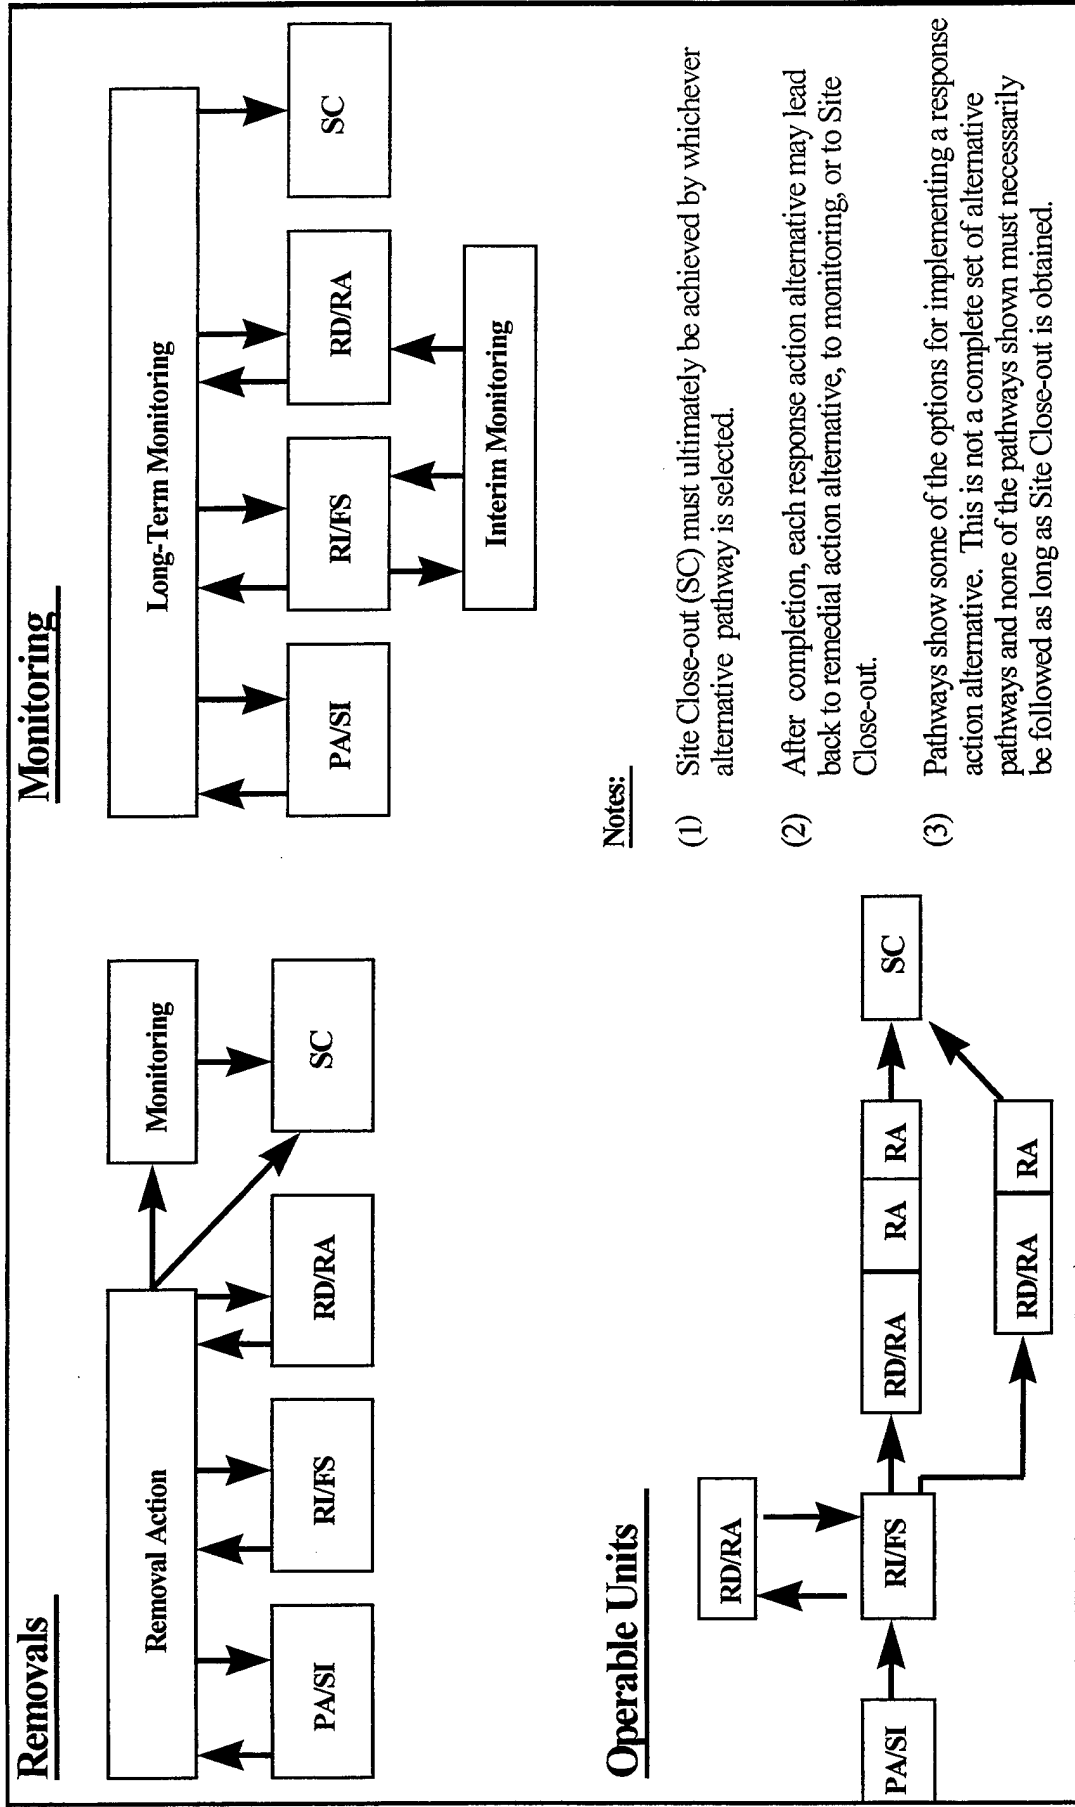 Removals
Removal Action
Monitoring
PA/SI
RI/FS
RD/RA
SC
Monitoring
Long-Term Monitoring
PA/SI
RI/FS
RD/RA
SC
Interim Monitoring
Operable Units
RD/RA
PA/SI
RI/FS
RD/RA
RA
RA
SC
RD/RA
RA
Notes:
(1) Site Close-out (SC) must ultimately be achieved by whichever
alternative pathway is selected.
(2) After completion, each response action alternative may lead
back to remedial action alternative, to monitoring, or to Site
Close-out.
(3) Pathways show some of the options for implementing a response
action alternative. This is not a complete set of alternative
pathways and none of the pathways shown must necessarily
be followed as long as Site Close-out is obtained.